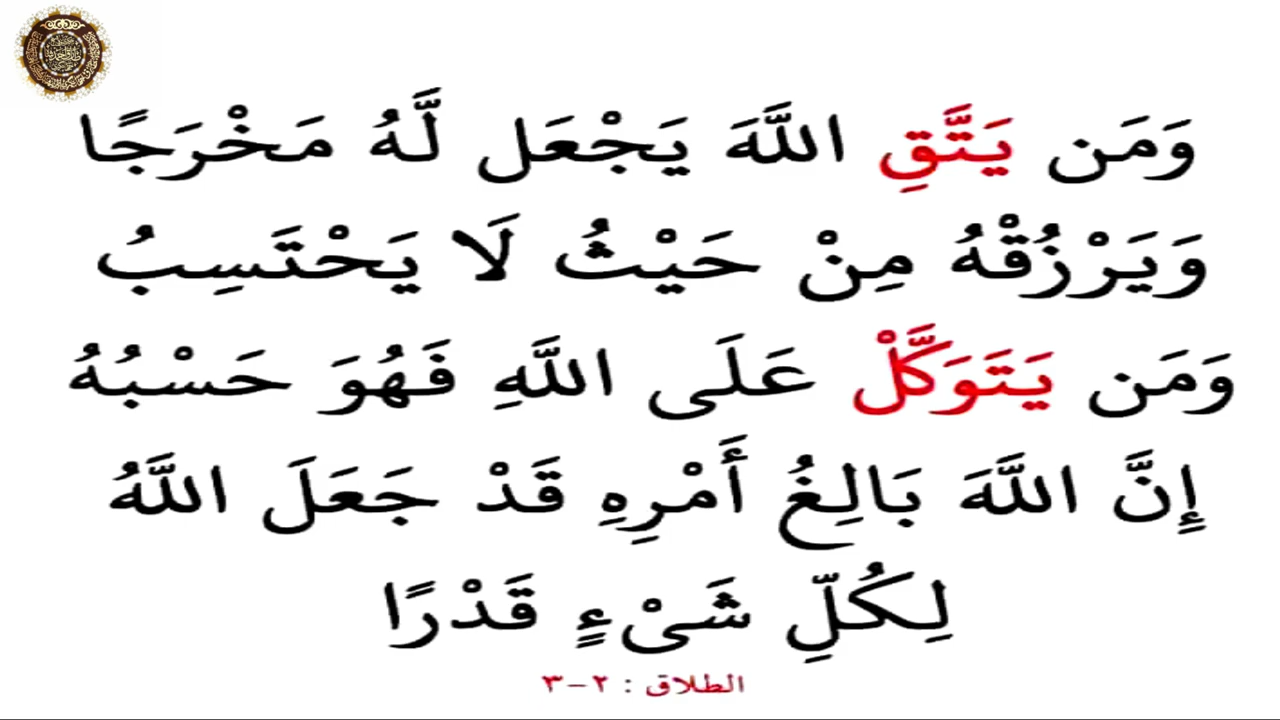 وَمَن يَتَّقِ اللَّهَ يَجْعَل لَّهُ مَخْرَجًا
وَيَرْزُقْهُ مِنْ حَيْثُ لَا يَحْتَسِبُ
وَمَن يَتَوَكَّلْ عَلَى اللَّهِ فَهُوَ حَسْبُهُ
إِنَّ اللَّهَ بَالِغُ أَمْرِهِ قَدْ جَعَلَ اللَّهُ
لِكُلِّ شَىْءٍ قَدْرًا
الطلاق : ٢-٣